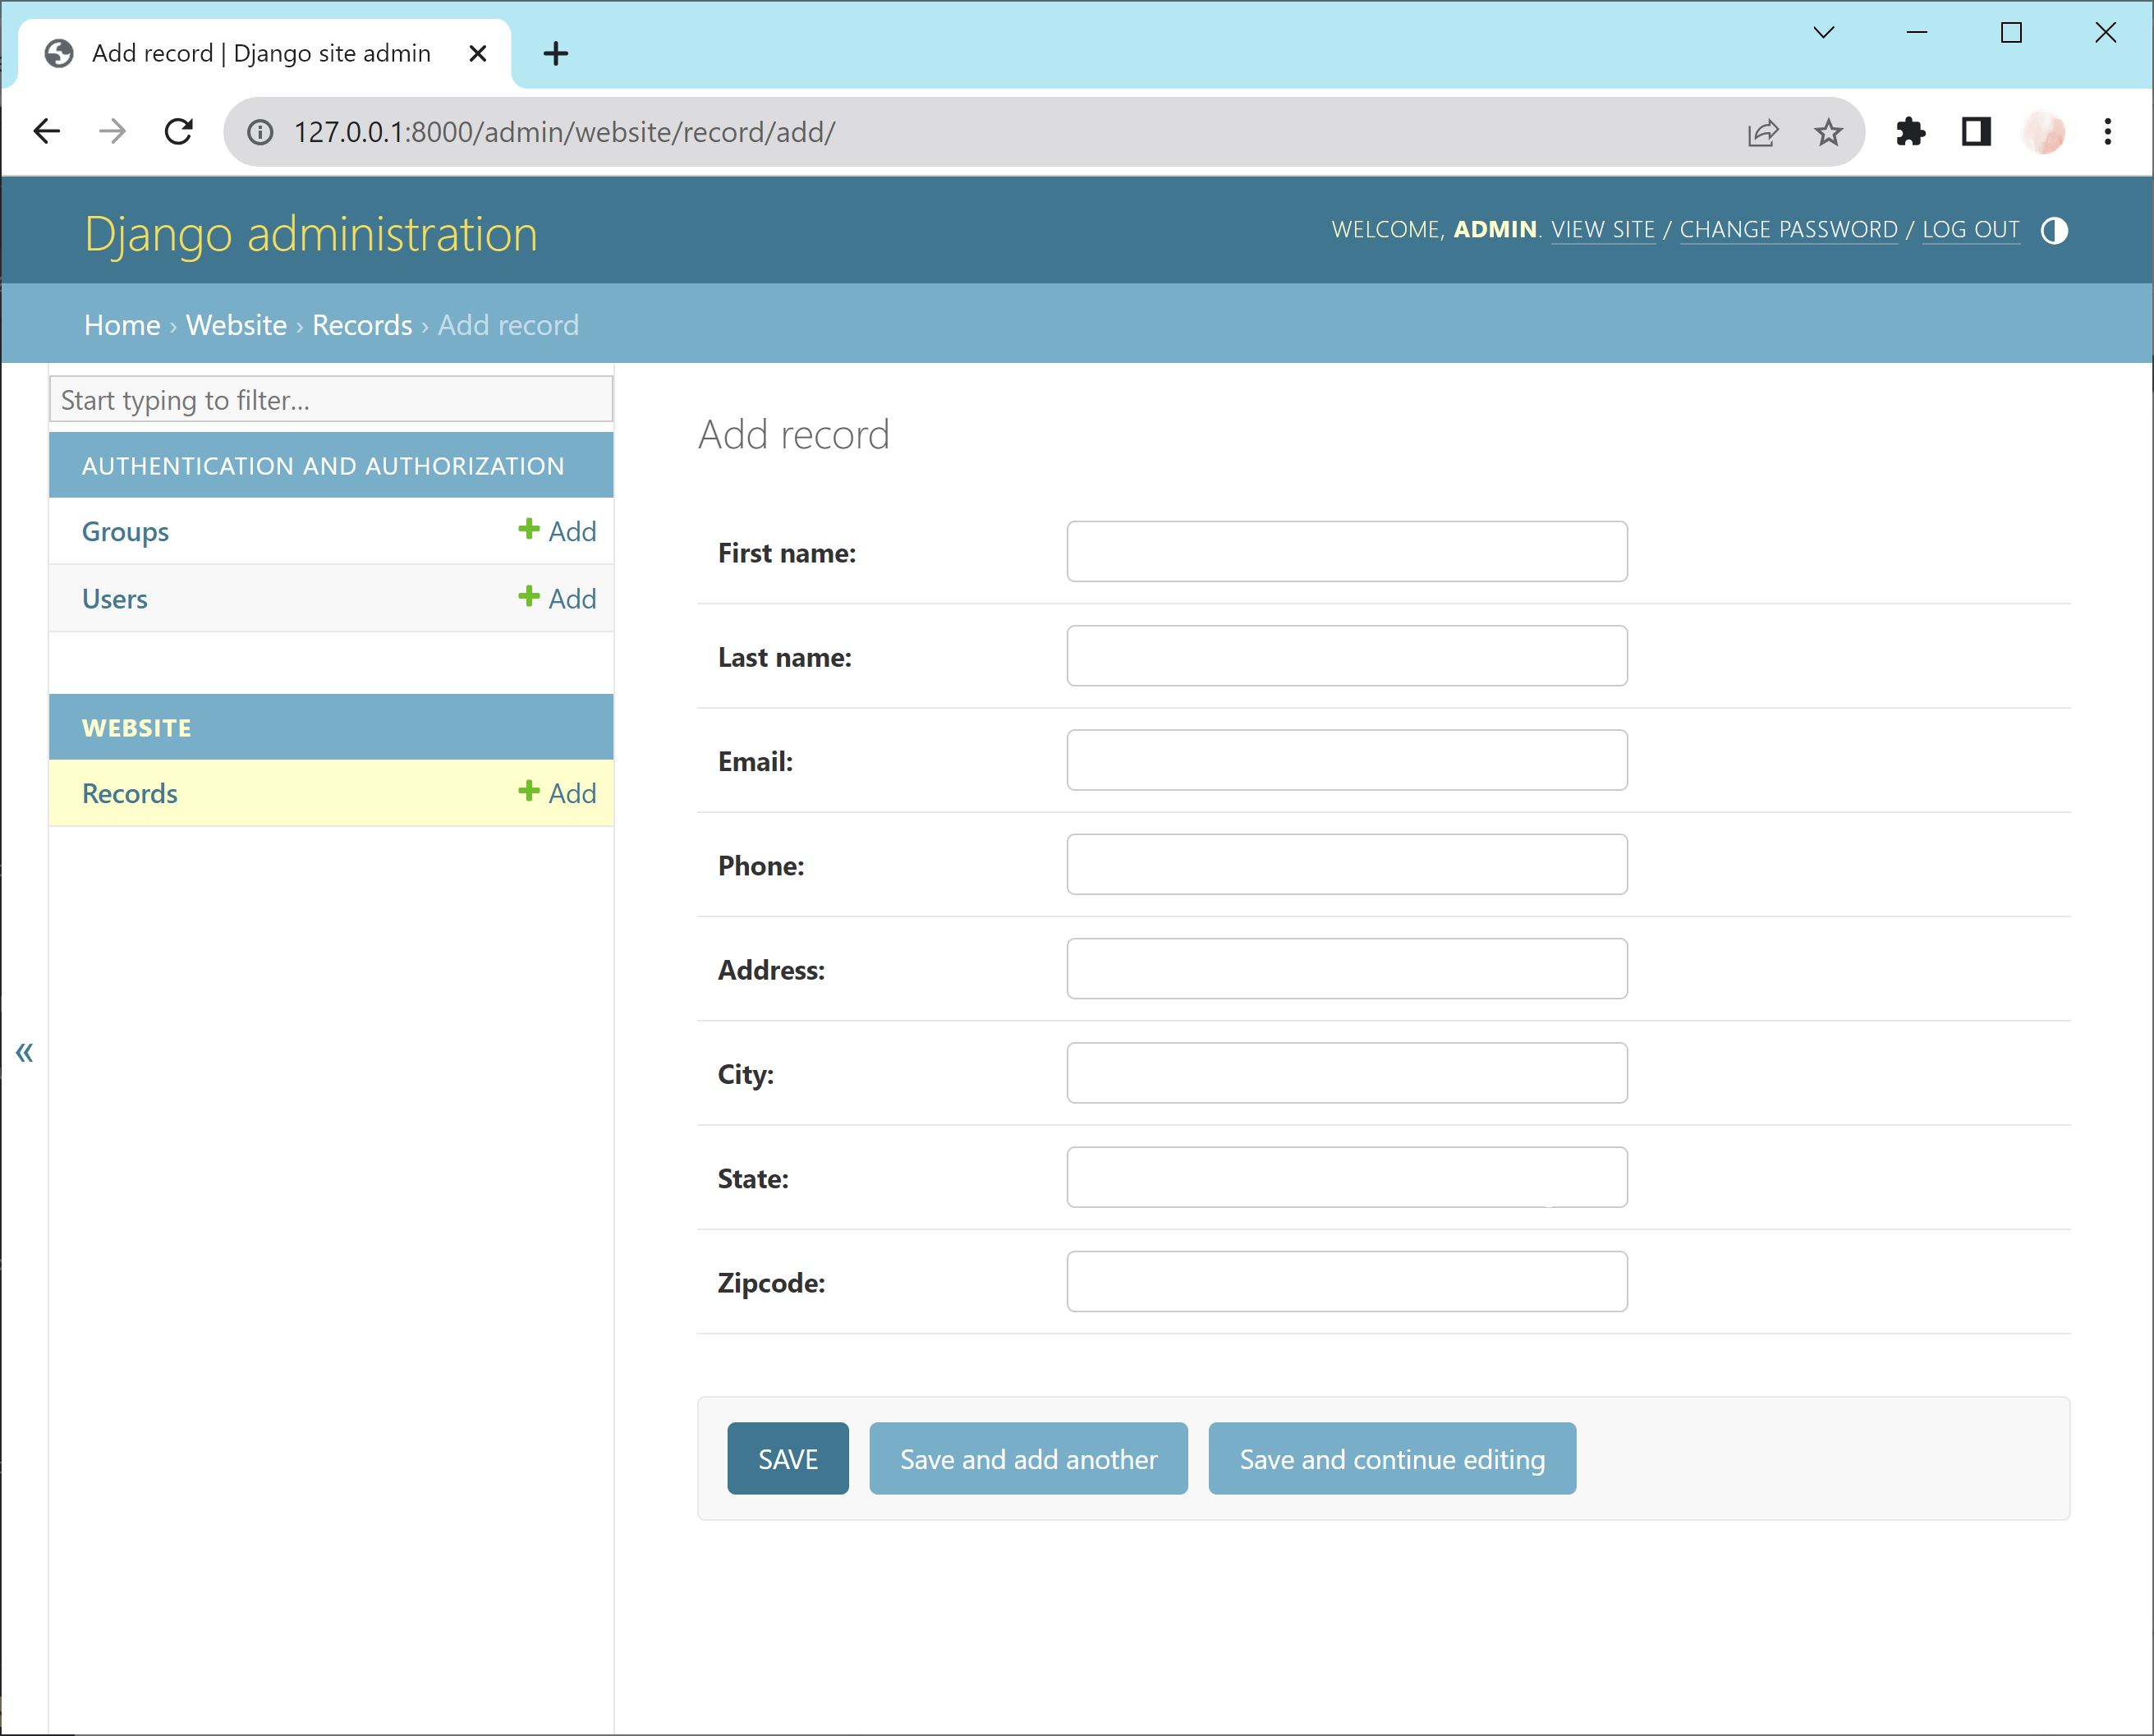 Add record | Django site admin
127.0.0.1:8000/admin/website/record/add/
Django administration
WELCOME, ADMIN. VIEW SITE / CHANGE PASSWORD / LOG OUT
Home › Website › Records › Add record
Start typing to filter...
AUTHENTICATION AND AUTHORIZATION
Groups + Add
Users + Add
WEBSITE
Records + Add
«
Add record
First name:
Last name:
Email:
Phone:
Address:
City:
State:
Zipcode:
SAVE Save and add another Save and continue editing